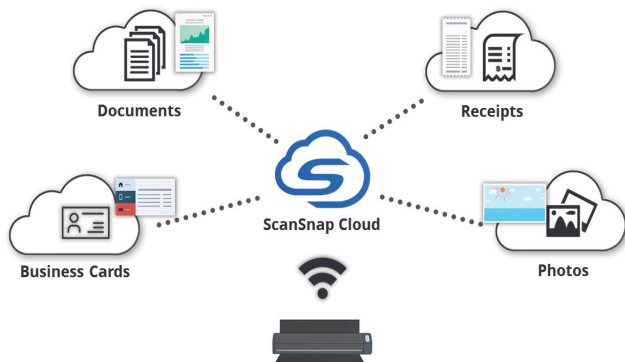 Documents
Receipts
ScanSnap Cloud
Business Cards
Photos